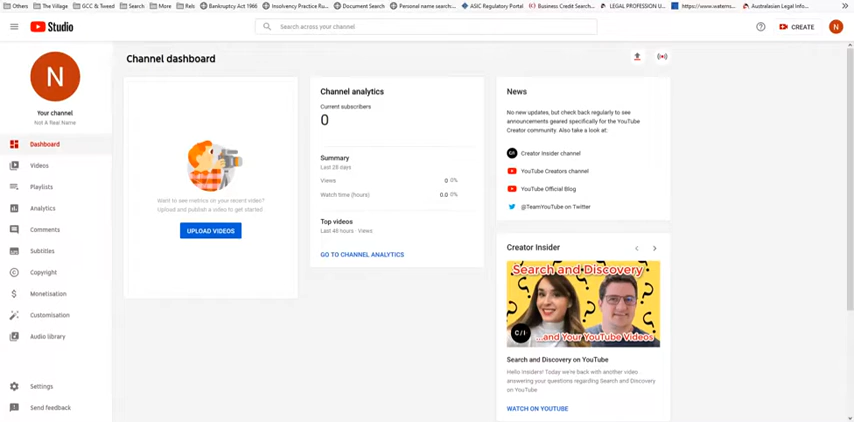 Others The Village GCC & Tweed Search More Rels Bankruptcy Act 1966 Insolvency Practice Ru... Document Search Personal name search:... ASIC Regulatory Portal Business Credit Searc... LEGAL PROFESSION U... Australasian Legal Info...
Studio
Search across your channel
CREATE
N
N
Your channel
Not A Real Name
Dashboard
Videos
Playlists
Analytics
Comments
Subtitles
Copyright
Monetisation
Customisation
Audio library
Settings
Send feedback
Channel dashboard
Want to see metrics on your recent video?
Upload and publish a video to get started
UPLOAD VIDEOS
Channel analytics
Current subscribers
0
Summary
Last 28 days
Views 0 0%
Watch time (hours) 0.0 0%
Top videos
Last 48 hours · Views
GO TO CHANNEL ANALYTICS
News
No new updates, but check back regularly to see
announcements geared specifically for the YouTube
Creator community. Also take a look at:
Creator Insider channel
YouTube Creators channel
YouTube Official Blog
@TeamYouTube on Twitter
Creator Insider
Search and Discovery
C/I
...and Your YouTube Videos
Search and Discovery on YouTube
Hello Insiders! Today we're back with another video
answering your questions regarding Search and Discovery
on YouTube
WATCH ON YOUTUBE